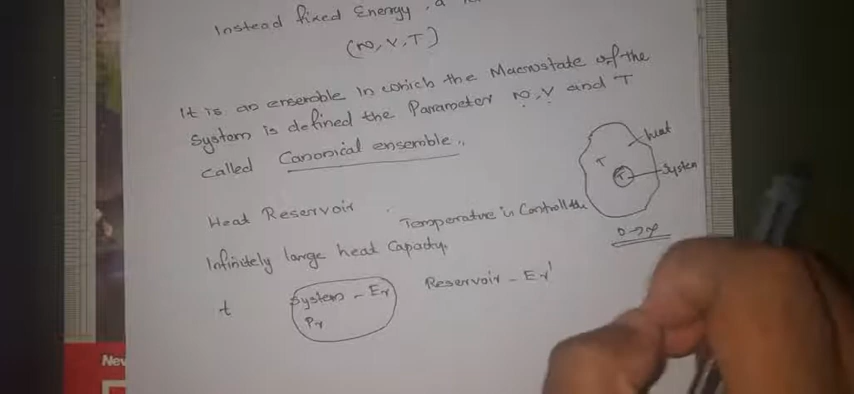 Instead fixed Energy, a
(N, V, T)
It is an ensemble in which the Macrostate of the
System is defined the Parameter N, V and T
Called Canonical ensemble.
heat
T
T
System
Heat Reservoir
Temperature is Controll the
0→∞
Infinitely large heat Capacity.
t
System - Er
Reservoir - Er'
Pr
New